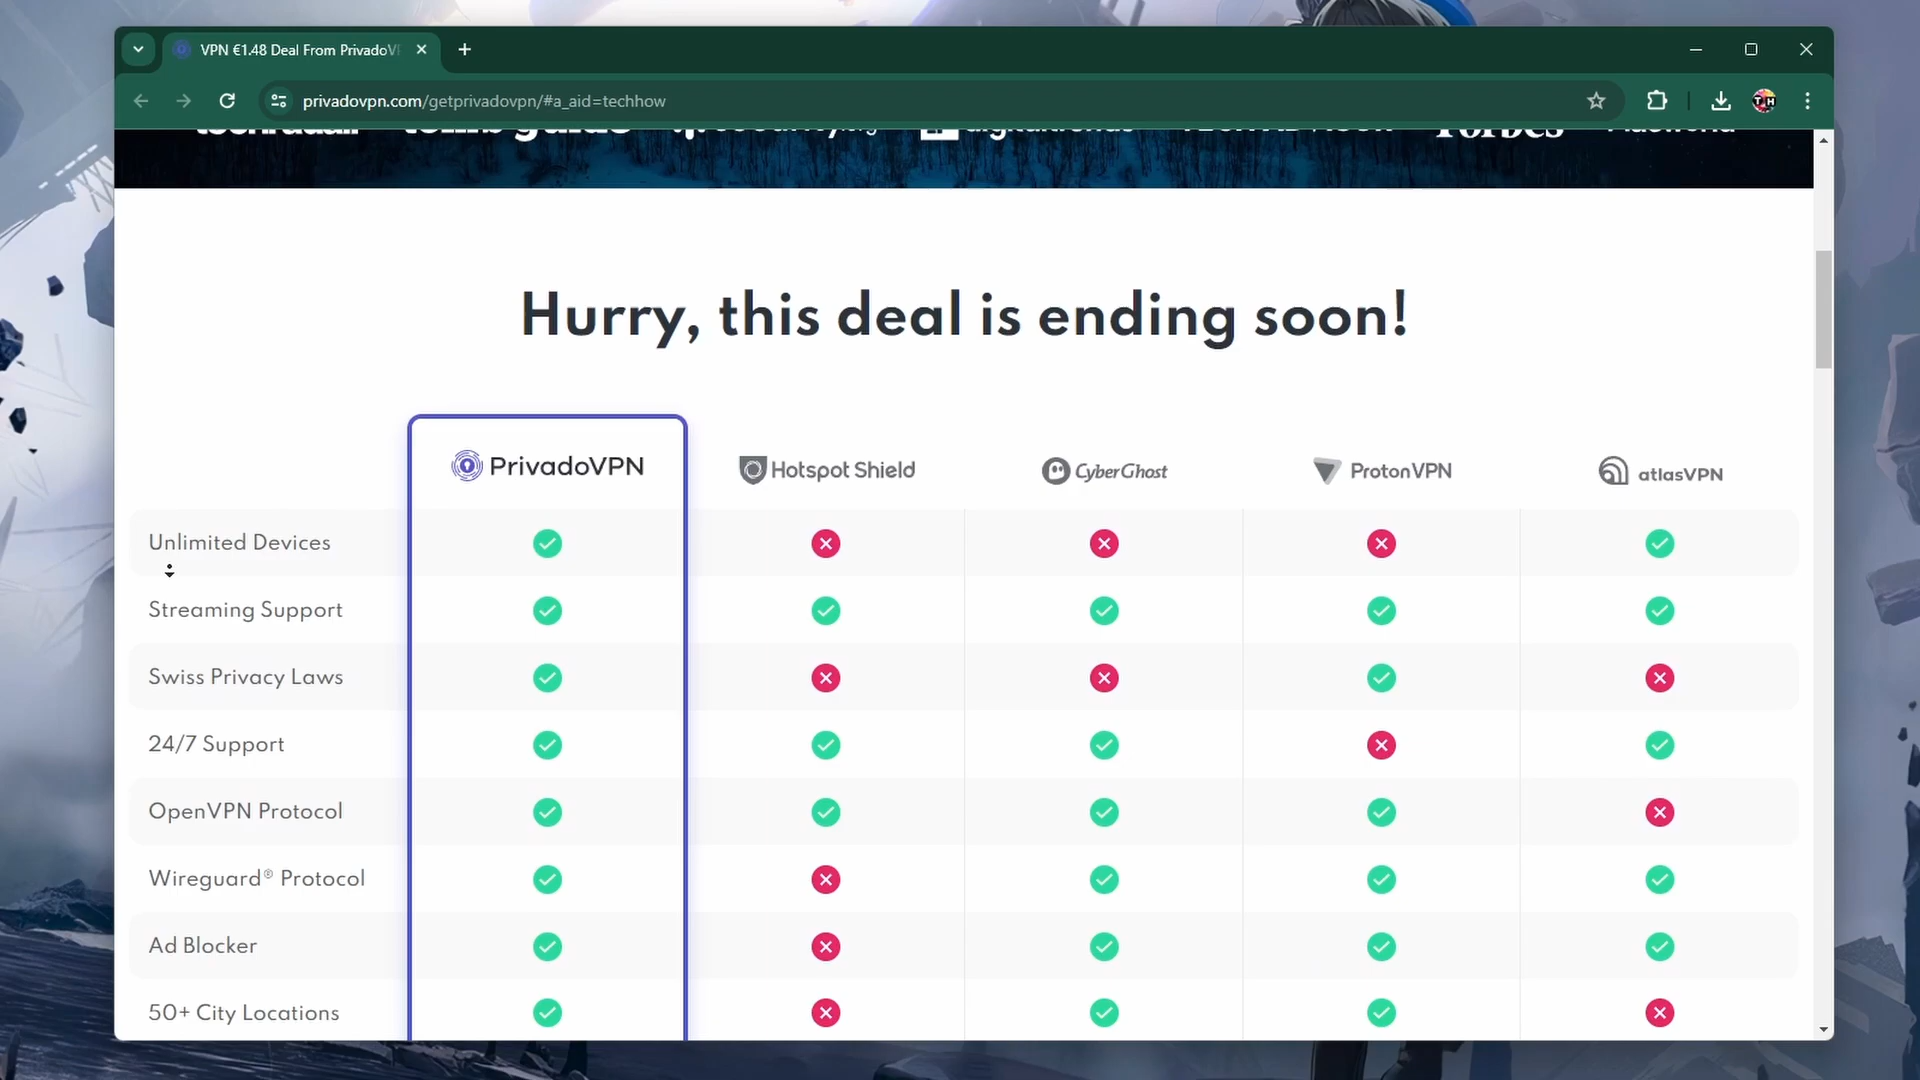 VPN €1.48 Deal From PrivadoV
privadovpn.com/getprivadovpn/#a_aid=techhow
Forbes
Hurry, this deal is ending soon!
PrivadoVPN
Hotspot Shield
CyberGhost
ProtonVPN
atlasVPN
Unlimited Devices
Streaming Support
Swiss Privacy Laws
24/7 Support
OpenVPN Protocol
Wireguard® Protocol
Ad Blocker
50+ City Locations